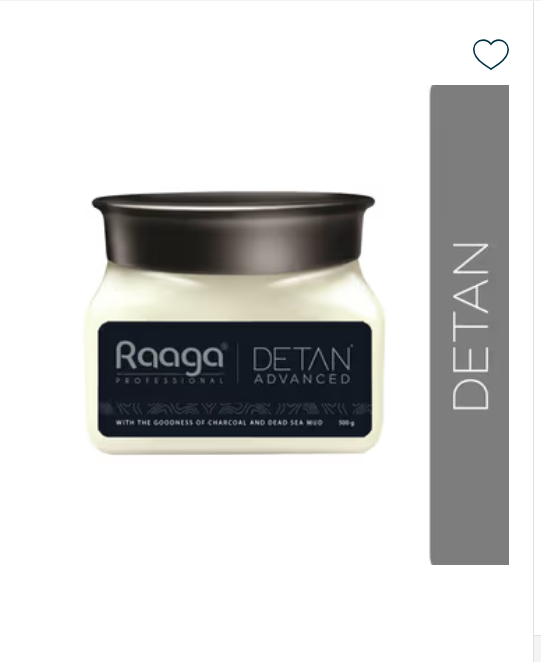 Raaga® | DETAN®
PROFESSIONAL | ADVANCED
WITH THE GOODNESS OF CHARCOAL AND DEAD SEA MUD 500 g
DETAN